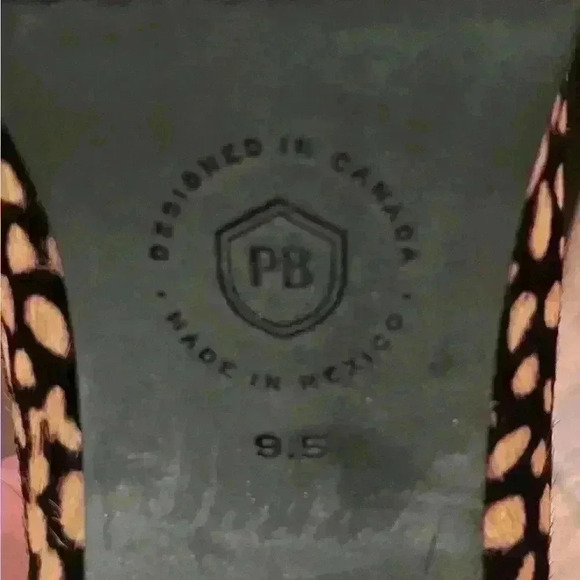 DESIGNED IN CANADA
PB
· MADE IN MEXICO ·
9.5